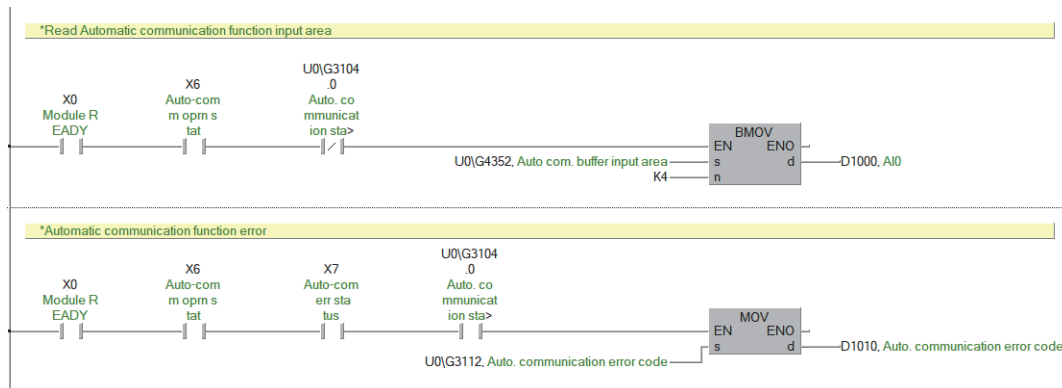 *Read Automatic communication function input area
U0\G3104
X6 .0
X0 Auto-com Auto. co
Module R m oprn s mmunicat
EADY tat ion sta>
BMOV
EN ENO
U0\G4352, Auto com. buffer input area s d D1000, AI0
K4 n
*Automatic communication function error
U0\G3104
X6 X7 .0
X0 Auto-com Auto-com Auto. co
Module R m oprn s err sta mmunicat
EADY tat tus ion sta>
MOV
EN ENO
s d D1010, Auto. communication error code
U0\G3112, Auto. communication error code